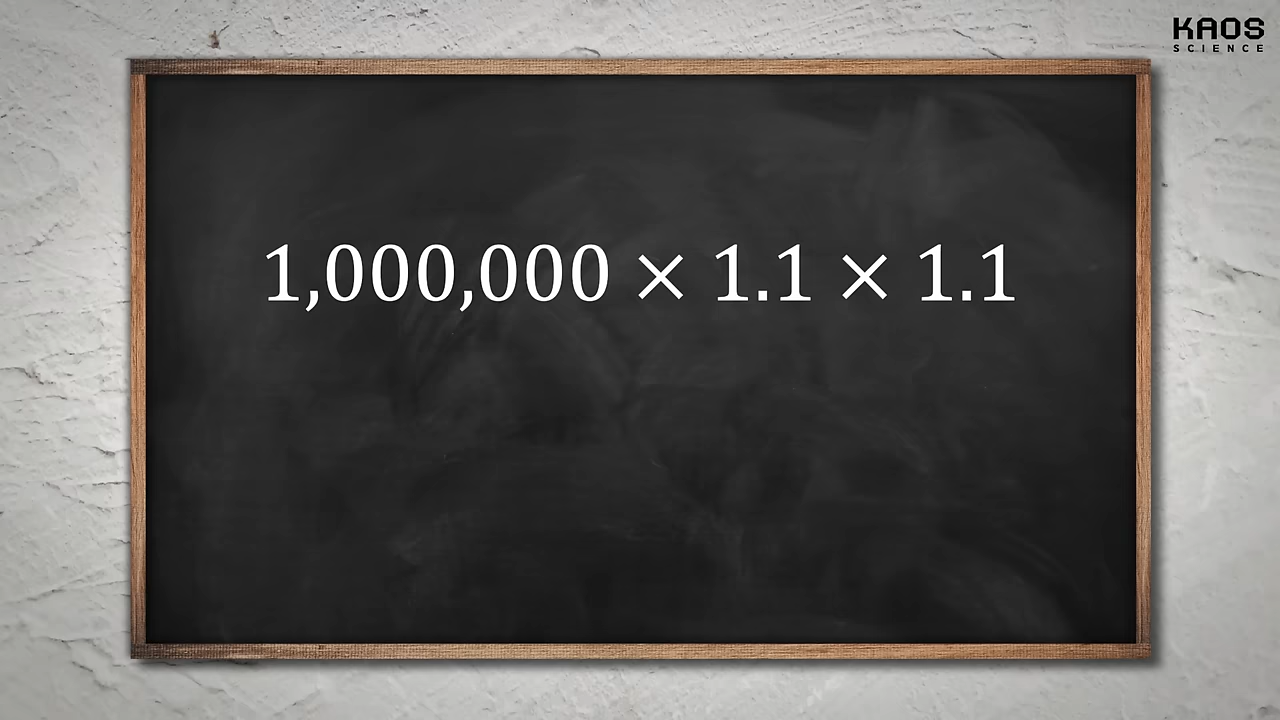 KAOS
SCIENCE
1,000,000 × 1.1 × 1.1